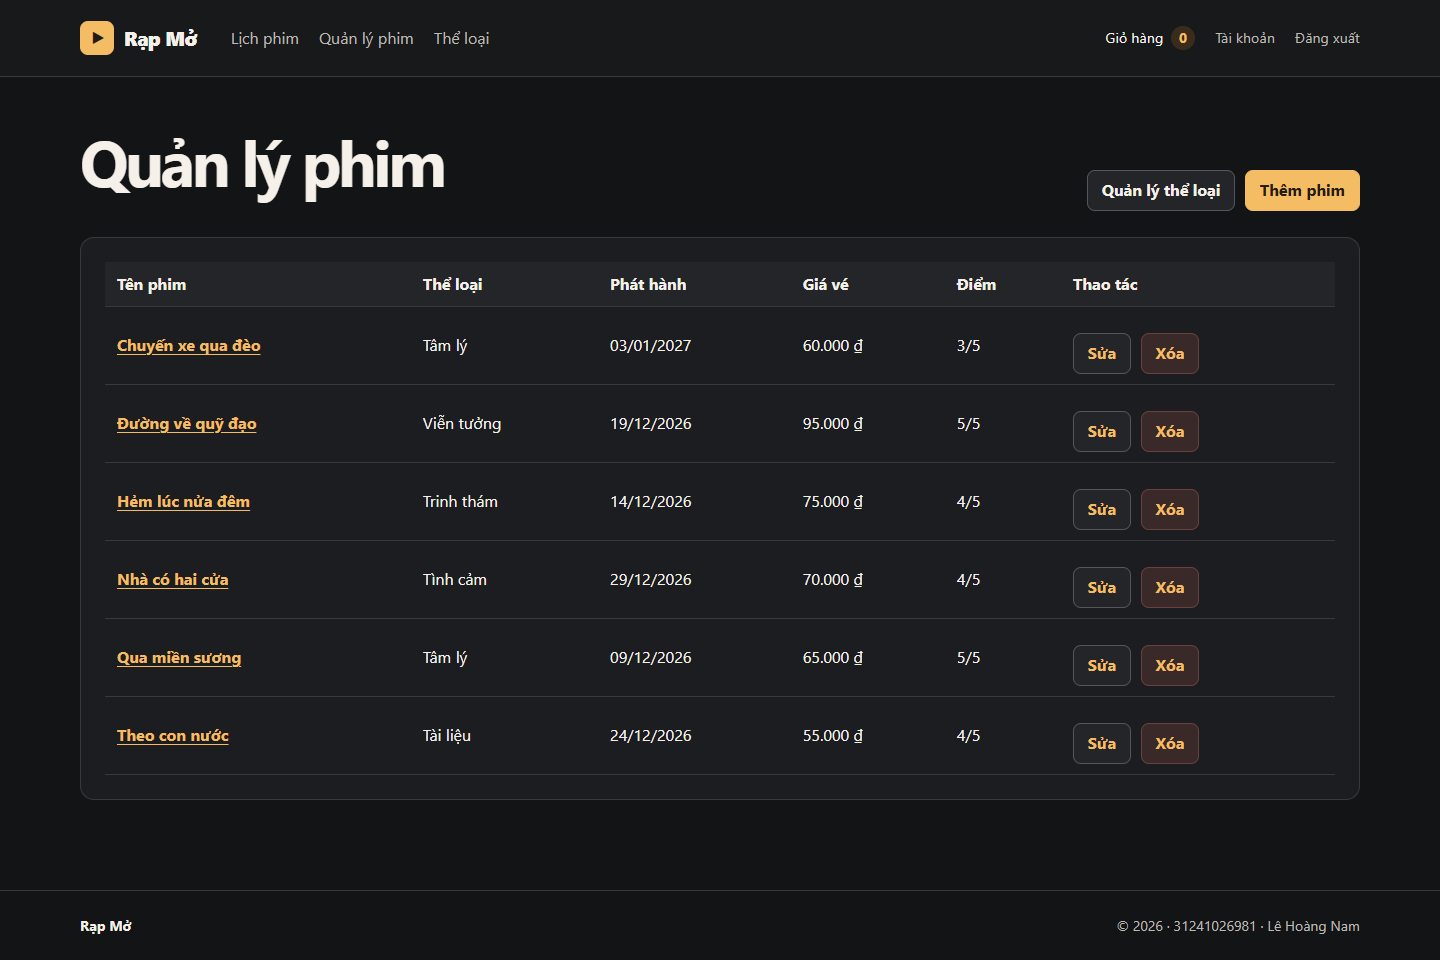 Rạp Mở Lịch phim Quản lý phim Thể loại Giỏ hàng 0 Tài khoản Đăng xuất
Quản lý phim
Quản lý thể loại Thêm phim
Tên phim Thể loại Phát hành Giá vé Điểm Thao tác
Chuyến xe qua đèo Tâm lý 03/01/2027 60.000 ₫ 3/5 Sửa Xóa
Đường về quỹ đạo Viễn tưởng 19/12/2026 95.000 ₫ 5/5 Sửa Xóa
Hẻm lúc nửa đêm Trinh thám 14/12/2026 75.000 ₫ 4/5 Sửa Xóa
Nhà có hai cửa Tình cảm 29/12/2026 70.000 ₫ 4/5 Sửa Xóa
Qua miền sương Tâm lý 09/12/2026 65.000 ₫ 5/5 Sửa Xóa
Theo con nước Tài liệu 24/12/2026 55.000 ₫ 4/5 Sửa Xóa
Rạp Mở © 2026 · 31241026981 · Lê Hoàng Nam